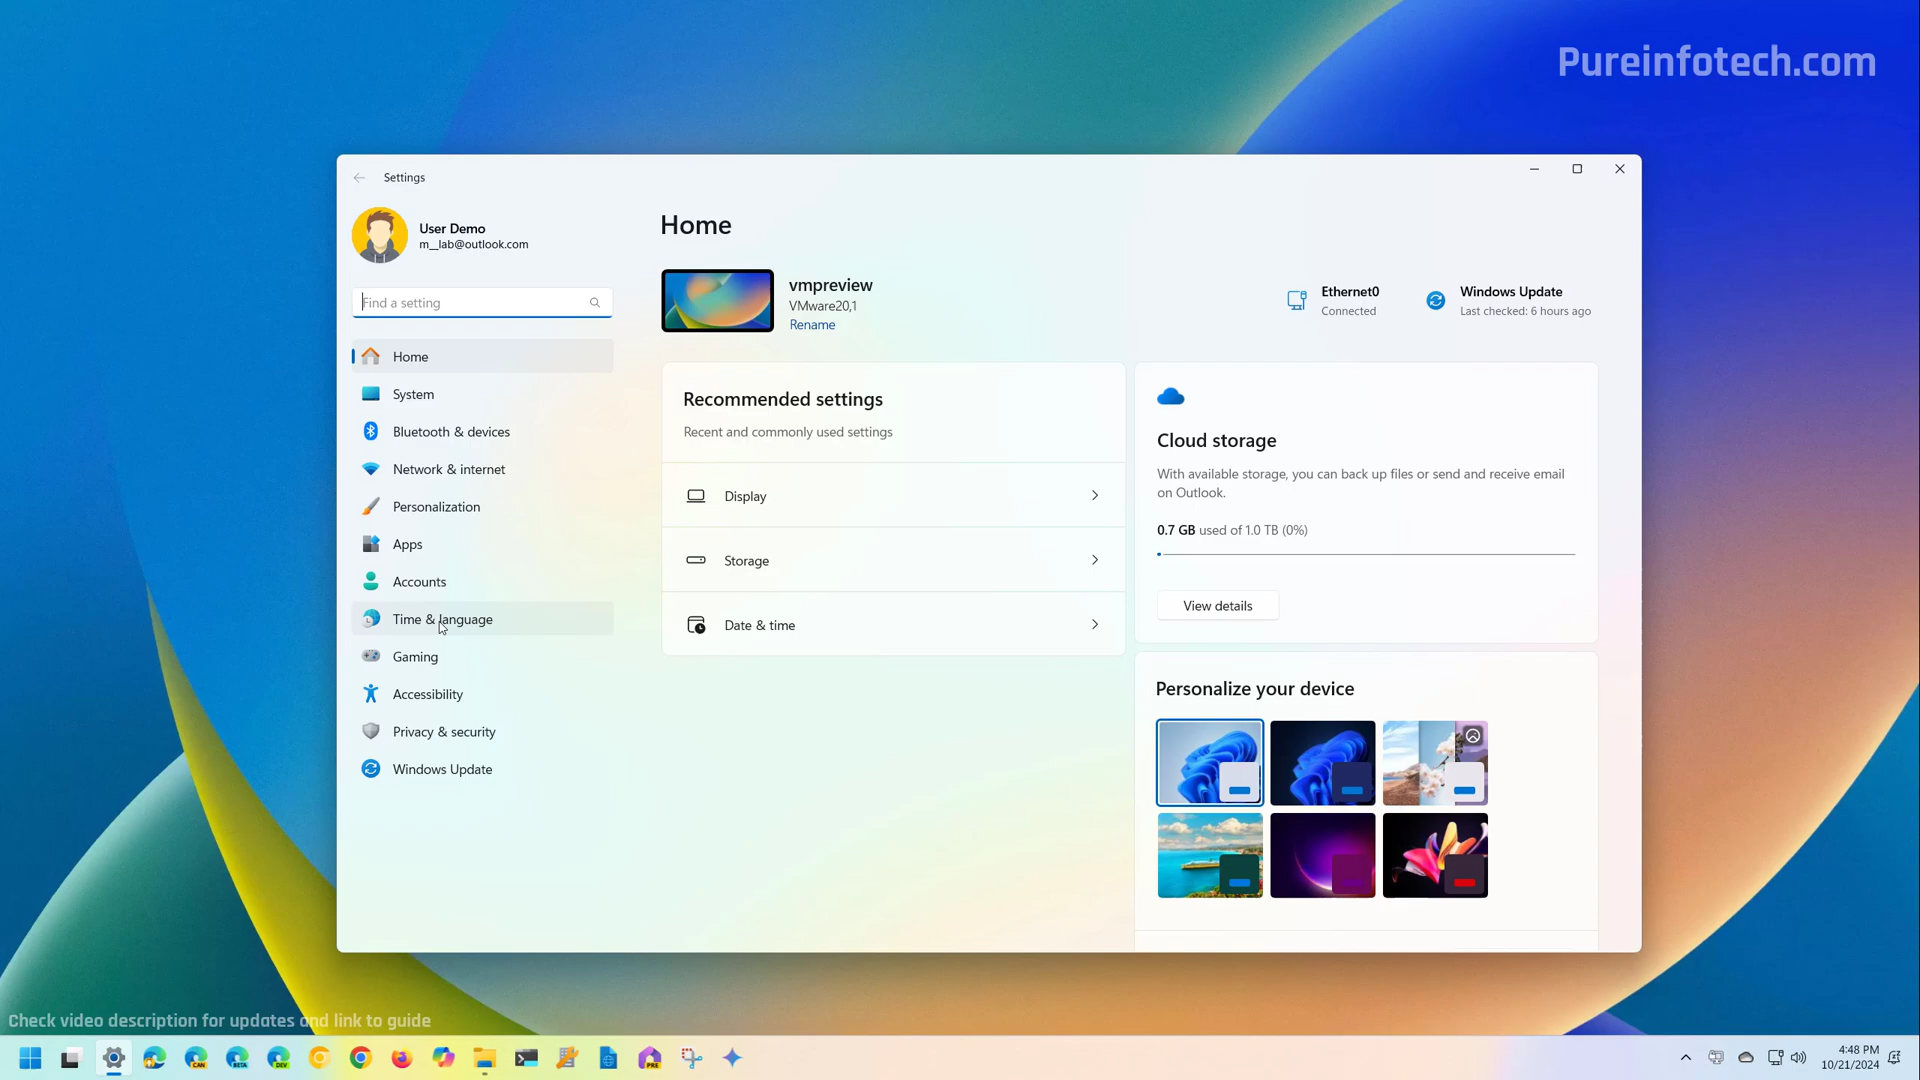 Pureinfotech.com
Settings
User Demo
m__lab@outlook.com
Find a setting
Home
System
Bluetooth & devices
Network & internet
Personalization
Apps
Accounts
Time & language
Gaming
Accessibility
Privacy & security
Windows Update
Home
vmpreview
VMware20,1
Rename
Ethernet0
Connected
Windows Update
Last checked: 6 hours ago
Recommended settings
Recent and commonly used settings
Display
Storage
Date & time
Cloud storage
With available storage, you can back up files or send and receive email
on Outlook.
0.7 GB used of 1.0 TB (0%)
View details
Personalize your device
Check video description for updates and link to guide
CAN
BETA
DEV
PRE
4:48 PM
10/21/2024